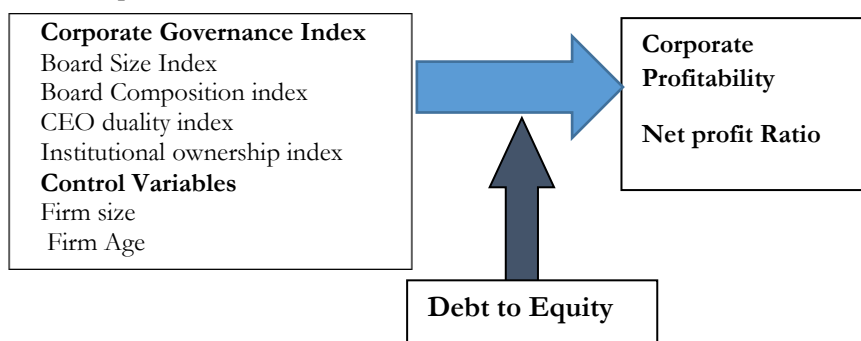 Corporate Governance Index
Board Size Index
Board Composition index
CEO duality index
Institutional ownership index
Control Variables
Firm size
Firm Age
Corporate
Profitability
Net profit Ratio
Debt to Equity